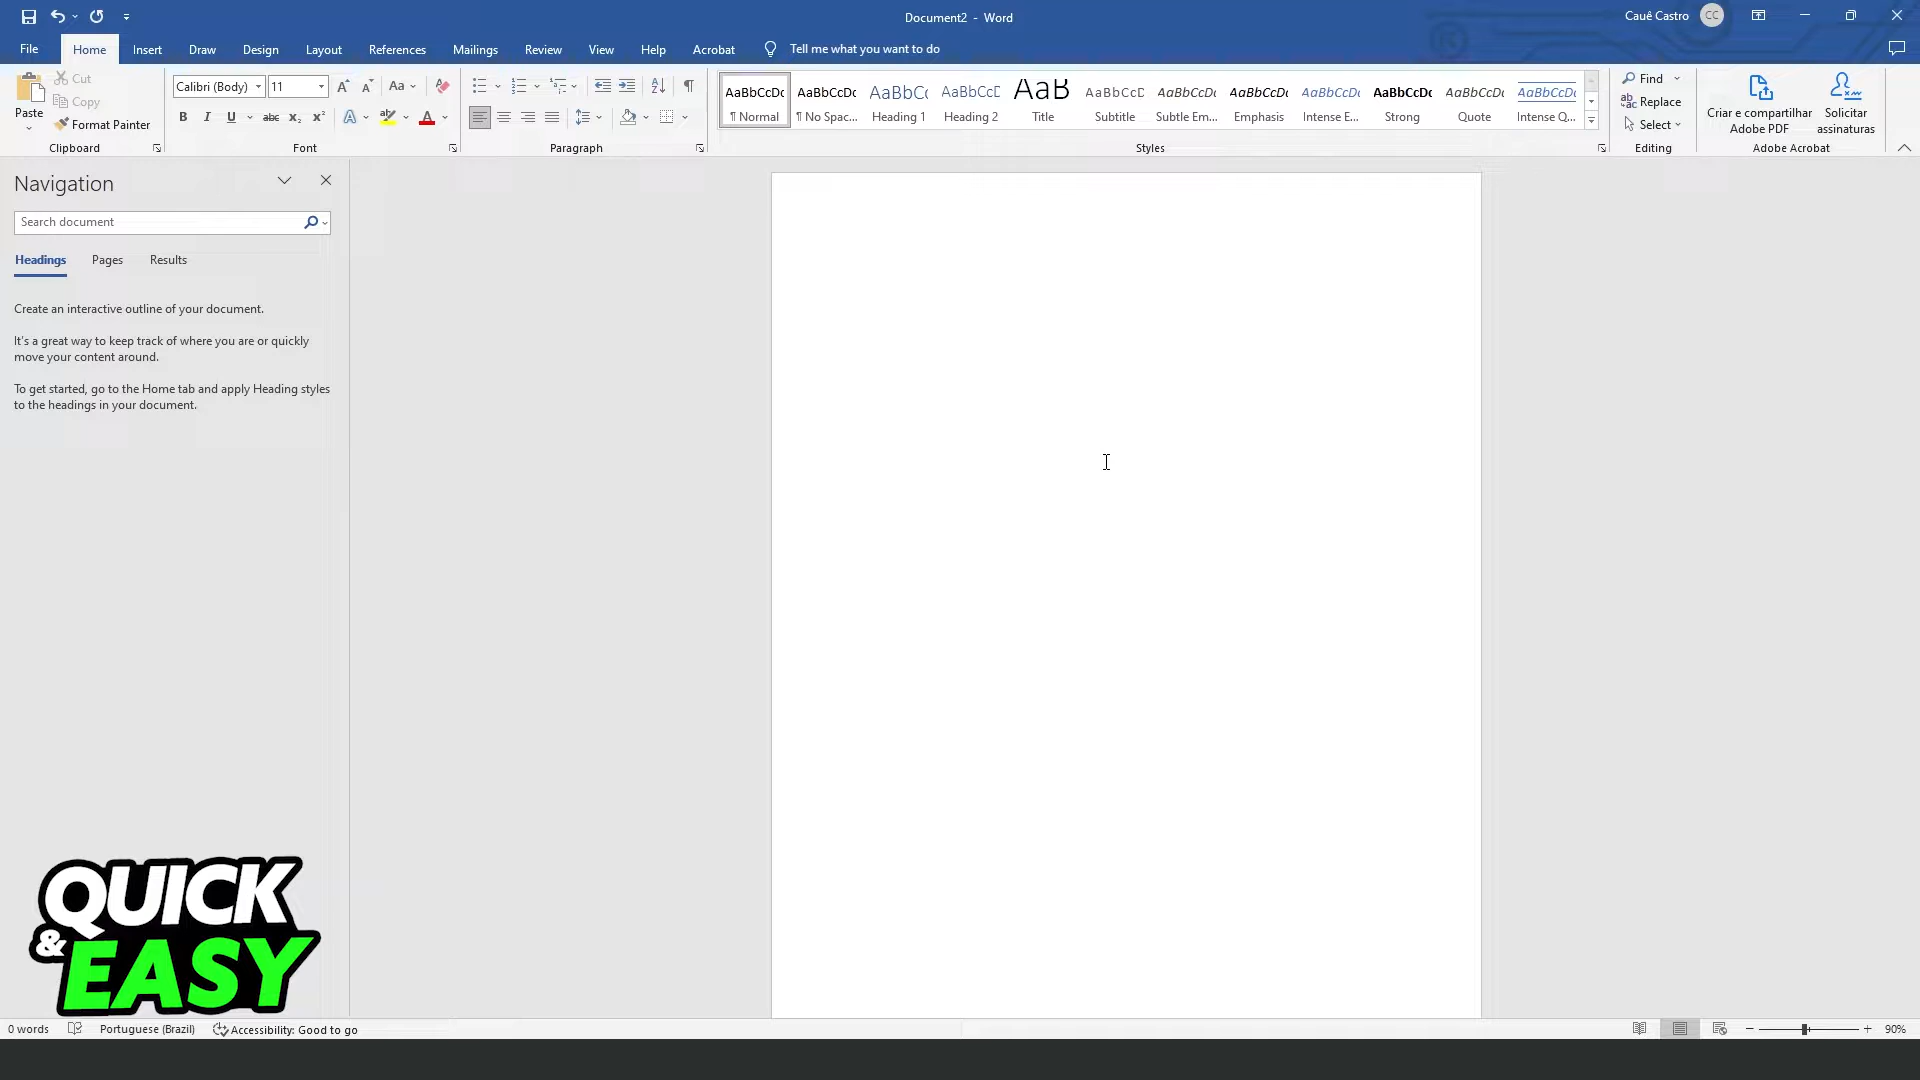 Document2 - Word
Cauê Castro CC
File Home Insert Draw Design Layout References Mailings Review View Help Acrobat Tell me what you want to do
Paste
Cut
Copy
Format Painter
Clipboard
Calibri (Body) 11
Font
Paragraph
AaBbCcDc AaBbCcDc AaBbC AaBbCcD AaB AaBbCcD AaBbCcDc AaBbCcDc AaBbCcDc AaBbCcDc AaBbCcDc AaBbCcDc
¶ Normal ¶ No Spac... Heading 1 Heading 2 Title Subtitle Subtle Em... Emphasis Intense E... Strong Quote Intense Q...
Styles
Find
Replace
Select
Editing
Criar e compartilhar
Adobe PDF
Solicitar
assinaturas
Adobe Acrobat
Navigation
Search document
Headings Pages Results
Create an interactive outline of your document.
It's a great way to keep track of where you are or quickly
move your content around.
To get started, go to the Home tab and apply Heading styles
to the headings in your document.
QUICK
& EASY
0 words Portuguese (Brazil) Accessibility: Good to go 90%